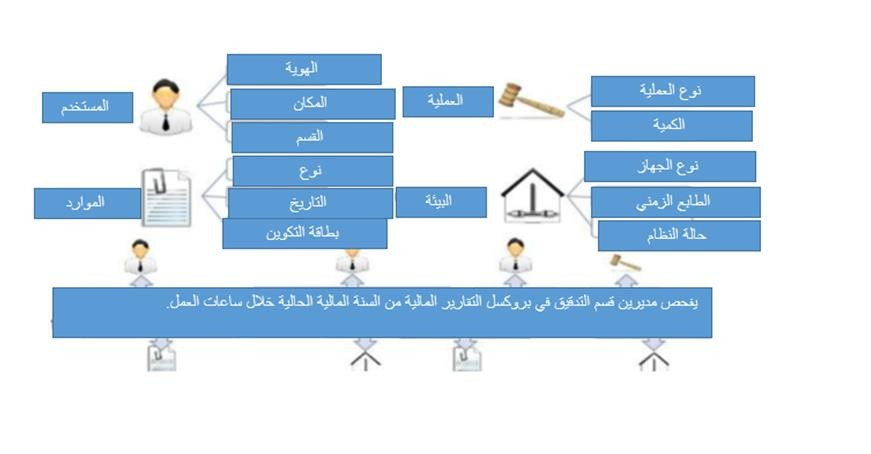 المستخدم
الهوية
المكان
القسم
العملية
نوع العملية
الكمية
الموارد
نوع
التاريخ
بطاقة التكوين
البيئة
نوع الجهاز
الطابع الزمني
حالة النظام
يفحص مديرين قسم التدقيق في بروكسل التقارير المالية من السنة المالية الحالية خلال ساعات العمل.